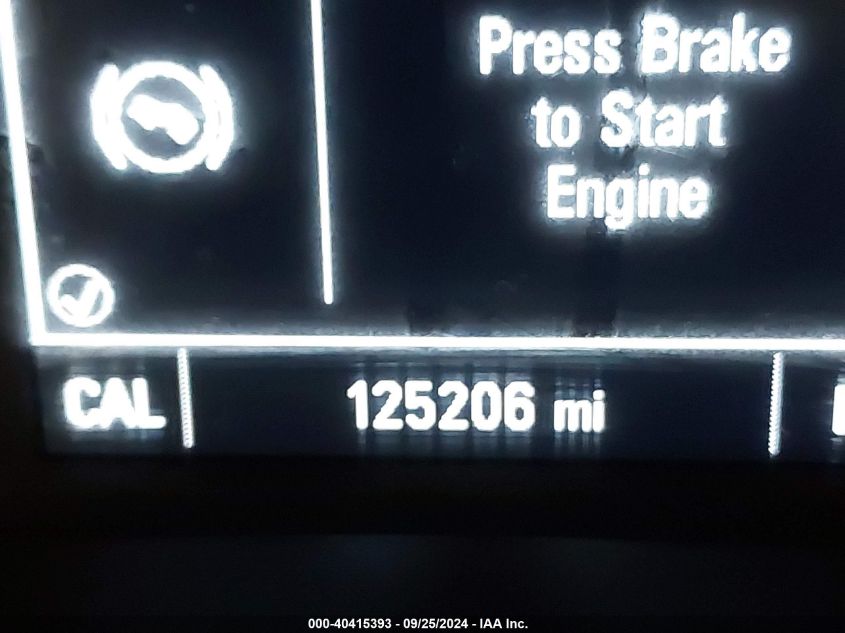 Press Brake
to Start
Engine
CAL
125206 mi
000-40415393 - 09/25/2024 - IAA Inc.